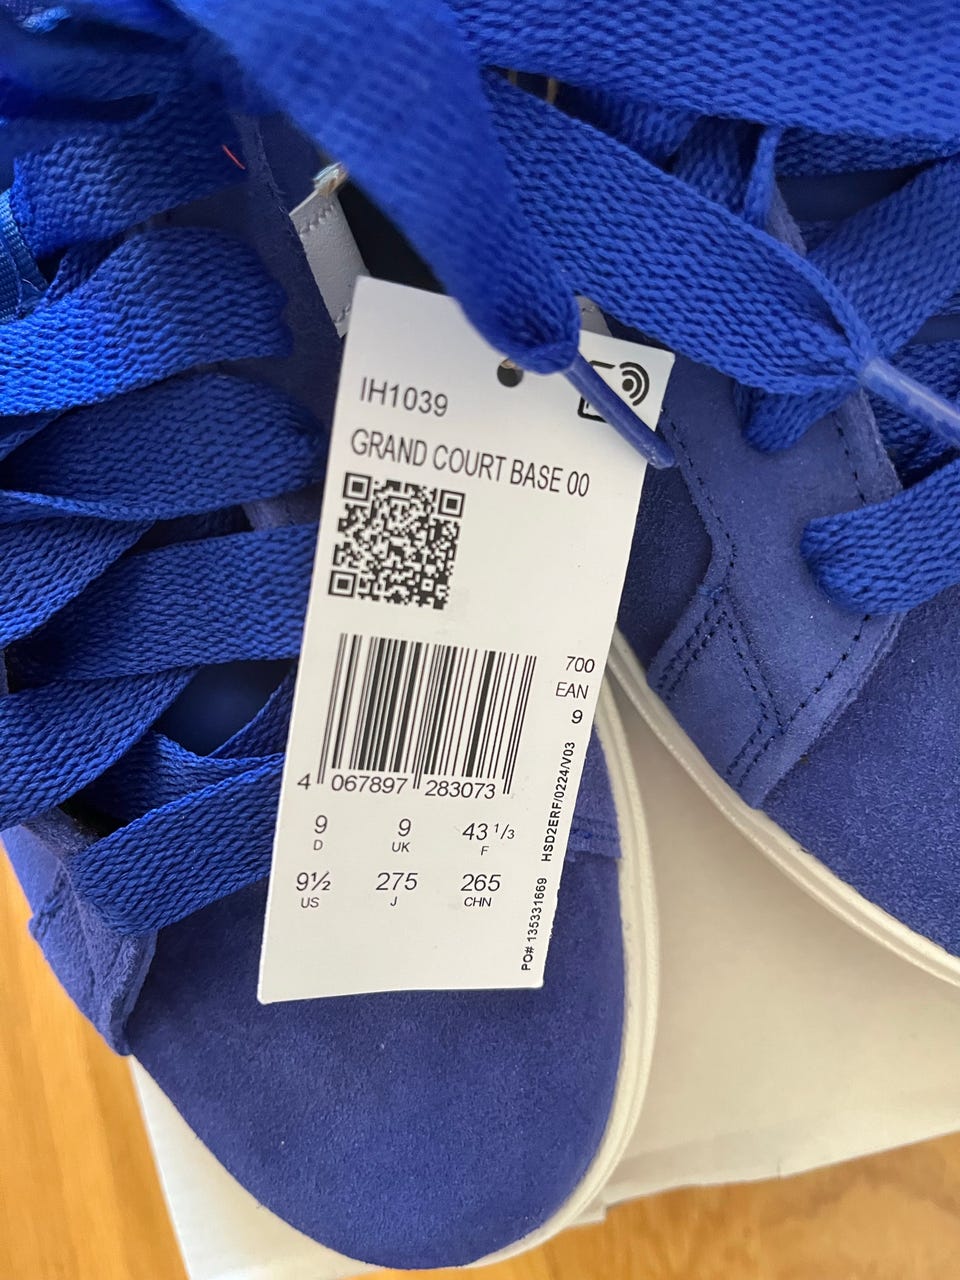 IH1039
GRAND COURT BASE 00
700
EAN
9
4 067897 283073
9 9 43 1/3
D UK F
9½ 275 265
US J CHN
PO# 135331669 HSD2ERF/0224/V03